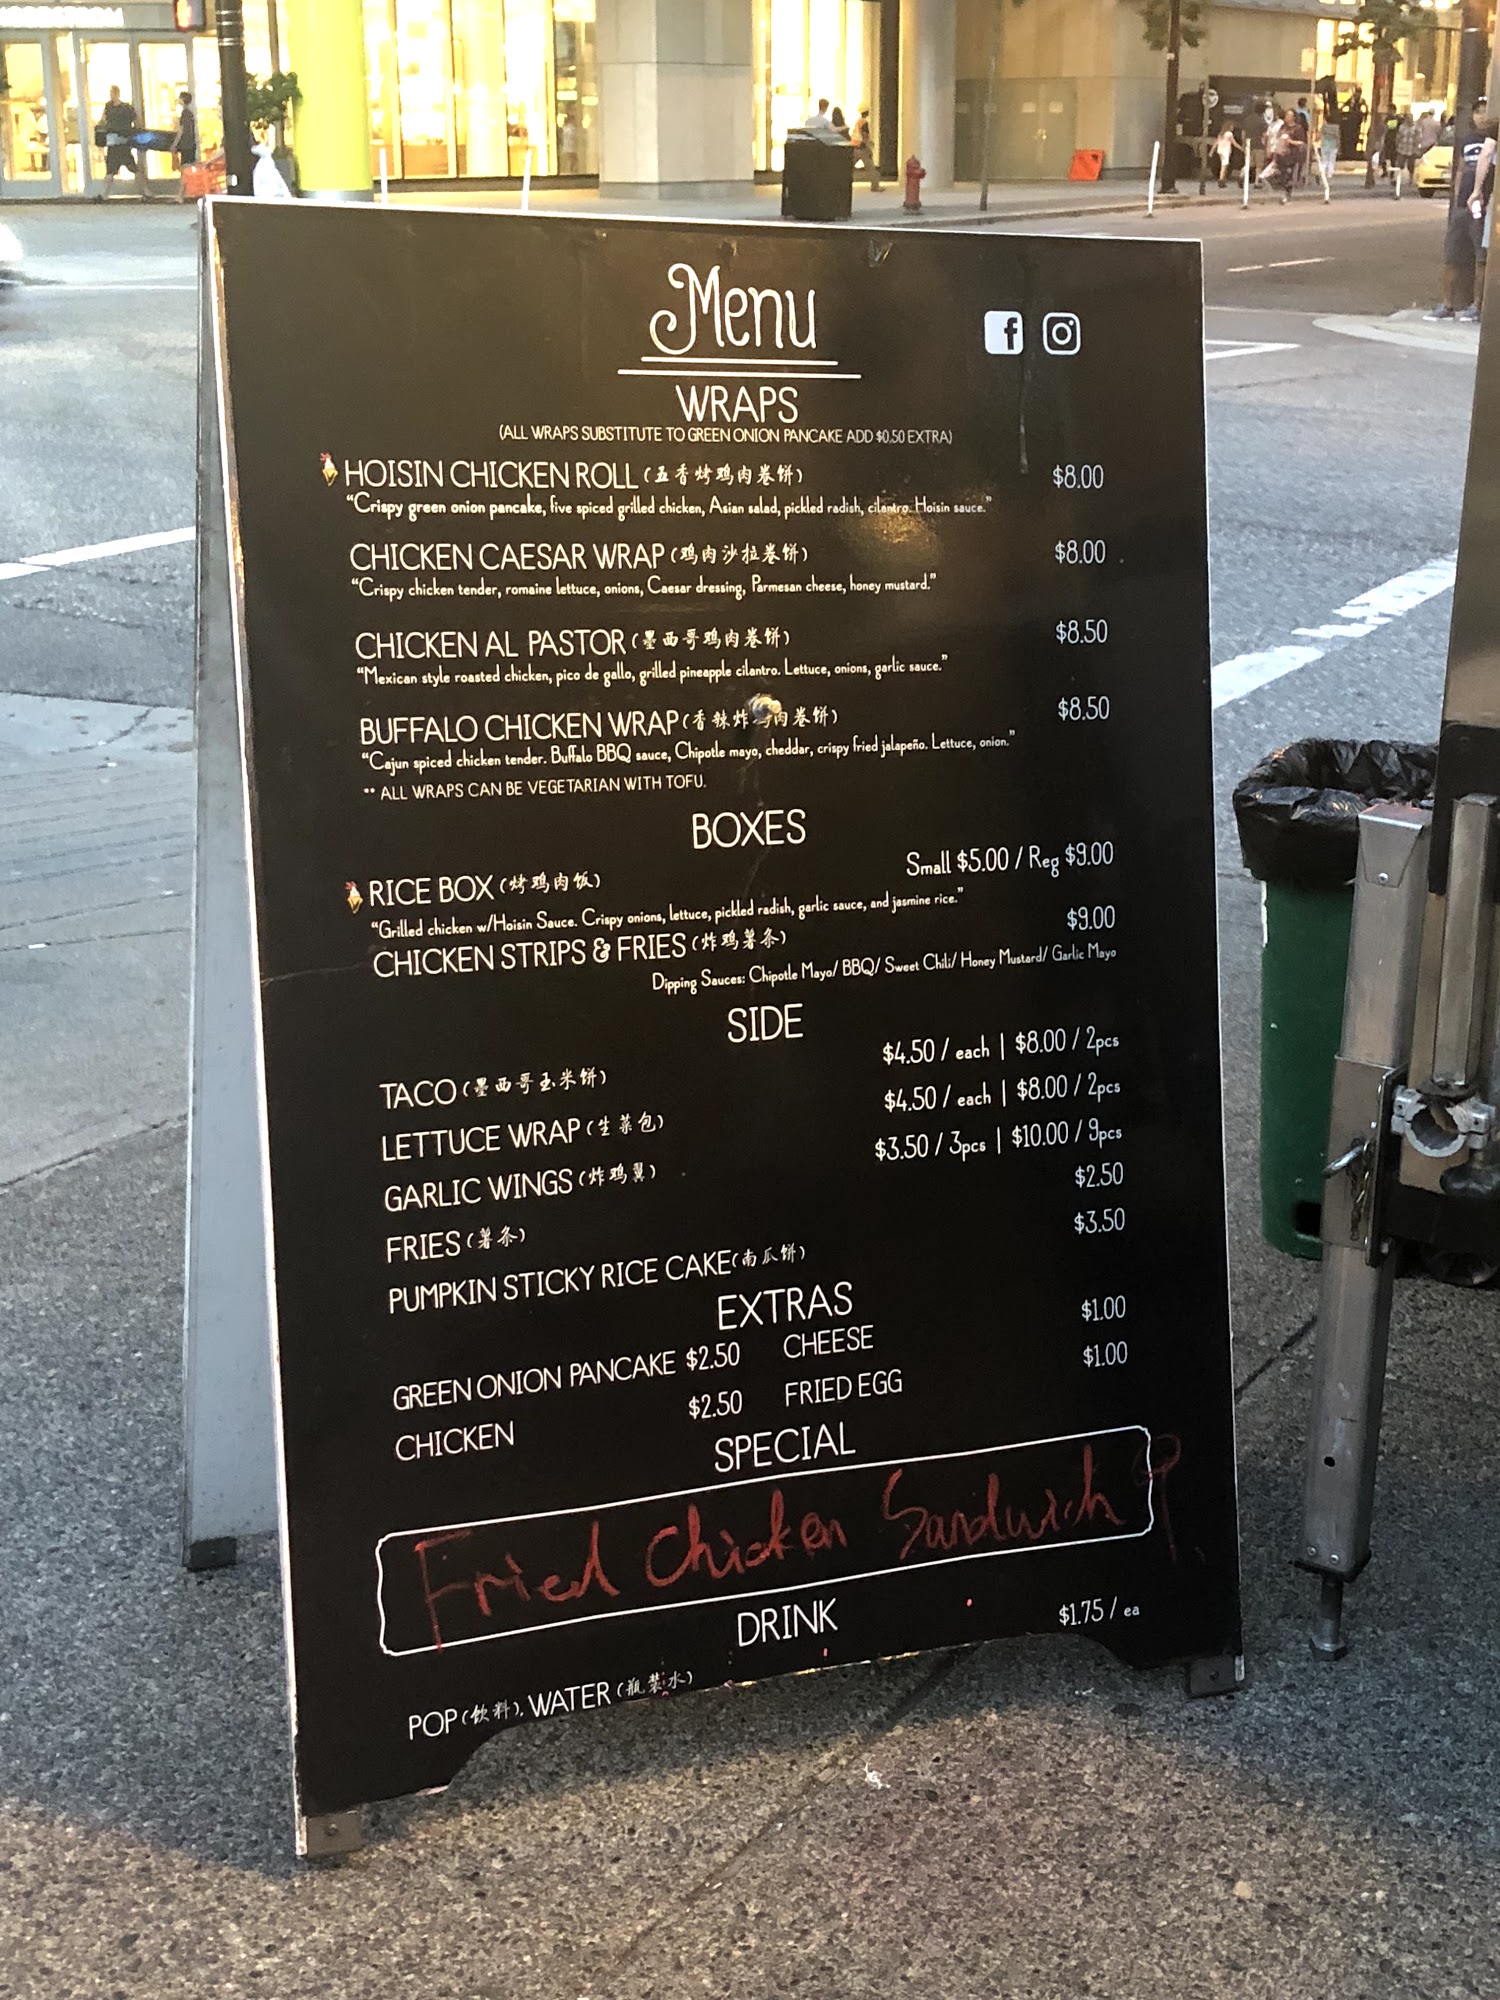 Menu
WRAPS
(ALL WRAPS SUBSTITUTE TO GREEN ONION PANCAKE ADD $0.50 EXTRA)
HOISIN CHICKEN ROLL (五香烤鸡肉卷饼) $8.00
"Crispy green onion pancake, five spiced grilled chicken, Asian salad, pickled radish, cilantro. Hoisin sauce."
CHICKEN CAESAR WRAP (鸡肉沙拉卷饼) $8.00
"Crispy chicken tender, romaine lettuce, onions, Caesar dressing, Parmesan cheese, honey mustard."
CHICKEN AL PASTOR (墨西哥鸡肉卷饼) $8.50
"Mexican style roasted chicken, pico de gallo, grilled pineapple cilantro. Lettuce, onions, garlic sauce."
BUFFALO CHICKEN WRAP (香辣炸鸡肉卷饼) $8.50
"Cajun spiced chicken tender. Buffalo BBQ sauce, Chipotle mayo, cheddar, crispy fried jalapeño. Lettuce, onion."
** ALL WRAPS CAN BE VEGETARIAN WITH TOFU.
BOXES
RICE BOX (烤鸡肉饭) Small $5.00 / Reg $9.00
"Grilled chicken w/Hoisin Sauce. Crispy onions, lettuce, pickled radish, garlic sauce, and jasmine rice."
CHICKEN STRIPS & FRIES (炸鸡薯条) $9.00
Dipping Sauces: Chipotle Mayo/ BBQ/ Sweet Chili/ Honey Mustard/ Garlic Mayo
SIDE
TACO (墨西哥玉米饼) $4.50 / each | $8.00 / 2pcs
LETTUCE WRAP (生菜包) $4.50 / each | $8.00 / 2pcs
GARLIC WINGS (炸鸡翼) $3.50 / 3pcs | $10.00 / 9pcs
FRIES (薯条) $2.50
PUMPKIN STICKY RICE CAKE (南瓜饼) $3.50
EXTRAS
GREEN ONION PANCAKE $2.50 CHEESE $1.00
CHICKEN $2.50 FRIED EGG $1.00
SPECIAL
Fried Chicken Sandwich 9.
DRINK
POP (饮料), WATER (瓶装水) $1.75 / ea